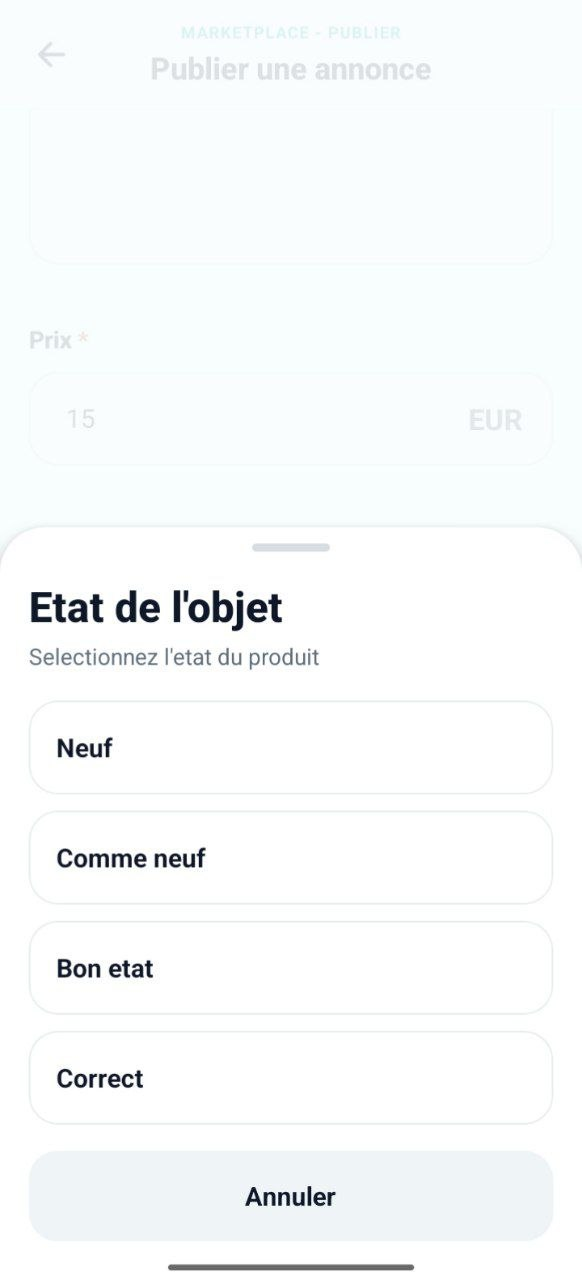 MARKETPLACE - PUBLIER
Publier une annonce
Prix *
15 EUR
Etat de l'objet
Selectionnez l'etat du produit
Neuf
Comme neuf
Bon etat
Correct
Annuler